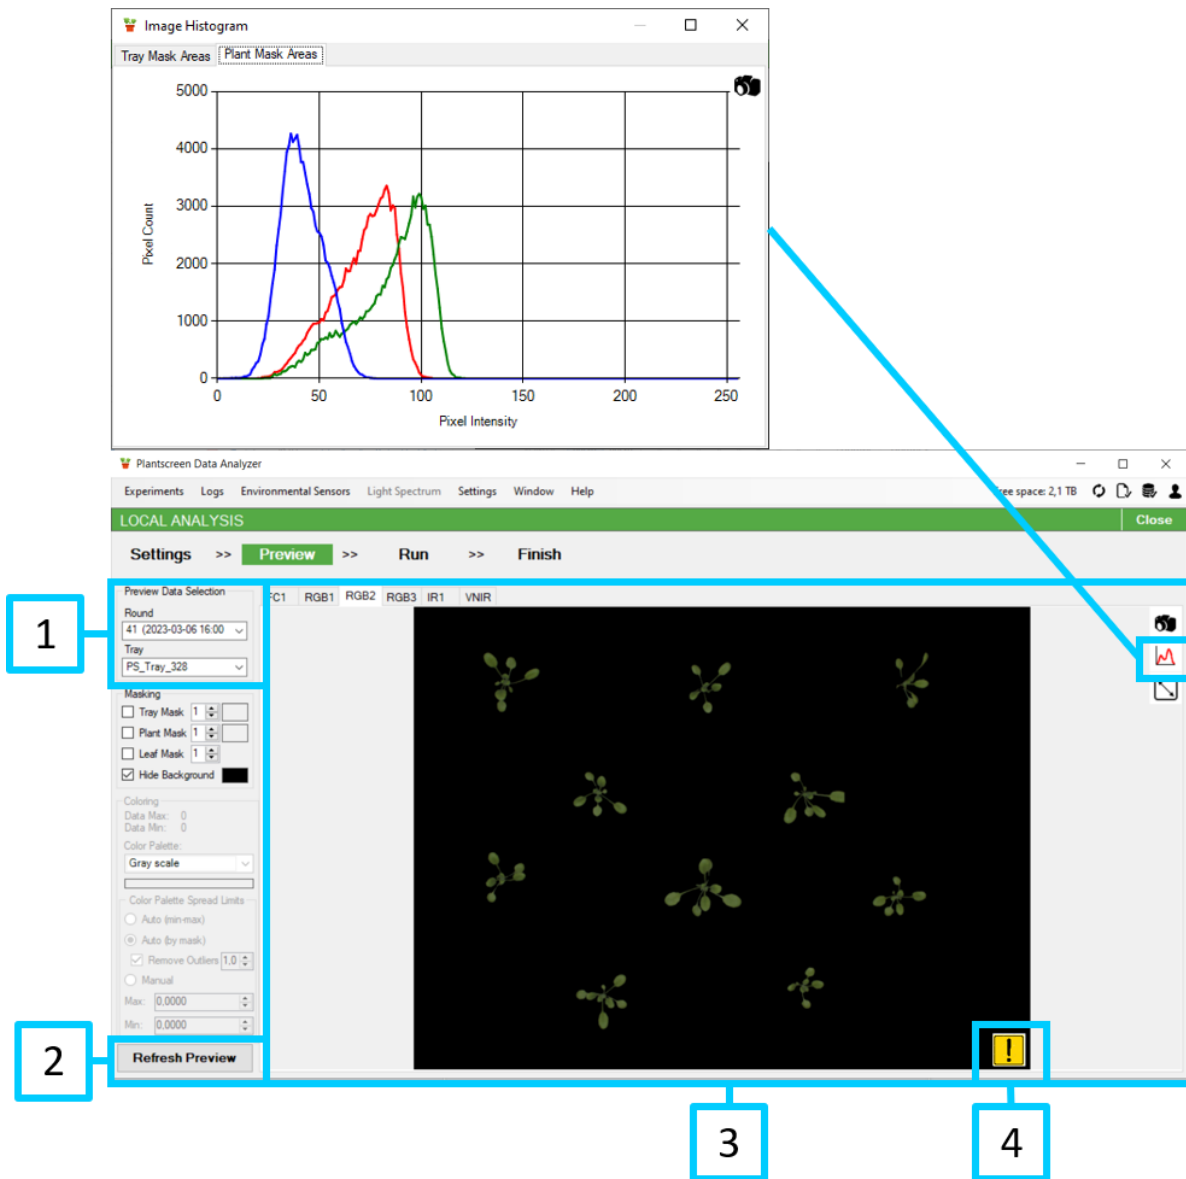 Image Histogram
Tray Mask Areas Plant Mask Areas
5000
4000
3000
2000
1000
0
Pixel Count
0 50 100 150 200 250
Pixel Intensity
Plantscreen Data Analyzer
Experiments Logs Environmental Sensors Light Spectrum Settings Window Help ree space: 2,1 TB
LOCAL ANALYSIS Close
Settings >> Preview >> Run >> Finish
Preview Data Selection
FC1 RGB1 RGB2 RGB3 IR1 VNIR
Round
41 (2023-03-06 16:00
Tray
PS_Tray_328
1
Masking
Tray Mask 1
Plant Mask 1
Leaf Mask 1
Hide Background
Coloring
Data Max: 0
Data Min: 0
Color Palette:
Gray scale
Color Palette Spread Limits
Auto (min-max)
Auto (by mask)
Remove Outliers 1,0
Manual
Max: 0,0000
Min: 0,0000
Refresh Preview
2
!
3
4